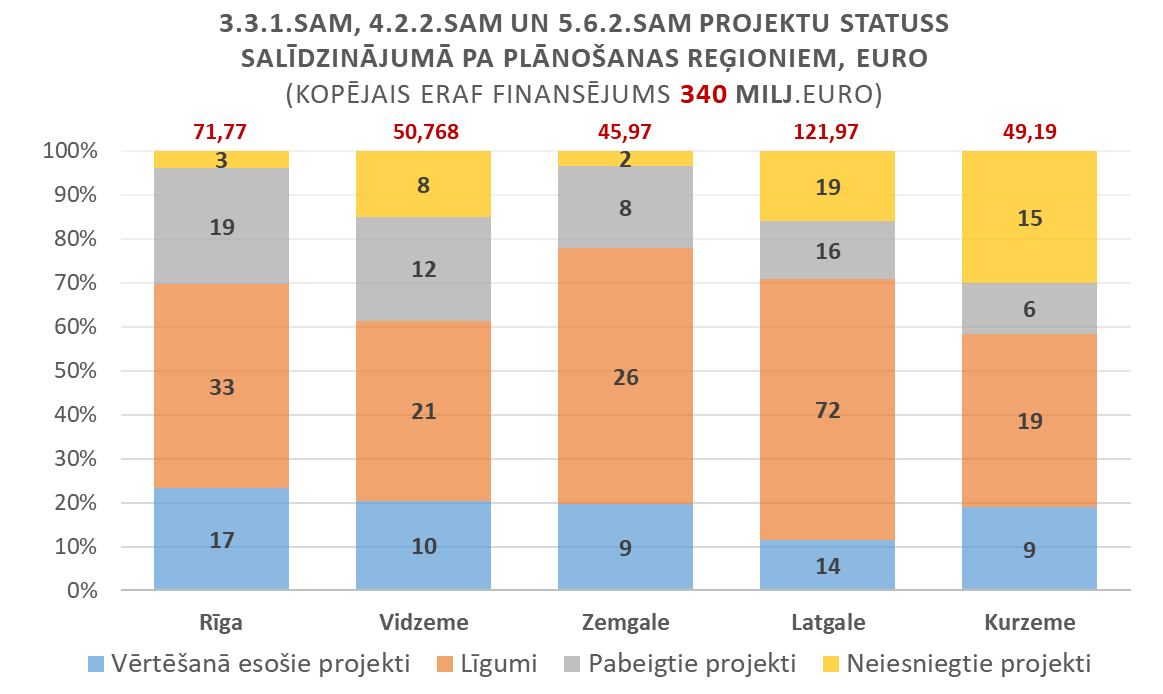 3.3.1.SAM, 4.2.2.SAM UN 5.6.2.SAM PROJEKTU STATUSS
SALĪDZINĀJUMĀ PA PLĀNOŠANAS REĢIONIEM, EURO
(KOPĒJAIS ERAF FINANSĒJUMS 340 MILJ.EURO)
71,77 50,768 45,97 121,97 49,19
100%
90%
80%
70%
60%
50%
40%
30%
20%
10%
0%
3 8 2 19 15
19 12 8 16 6
33 21 26 72 19
17 10 9 14 9
Rīga Vidzeme Zemgale Latgale Kurzeme
Vērtēšanā esošie projekti Līgumi Pabeigtie projekti Neiesniegtie projekti